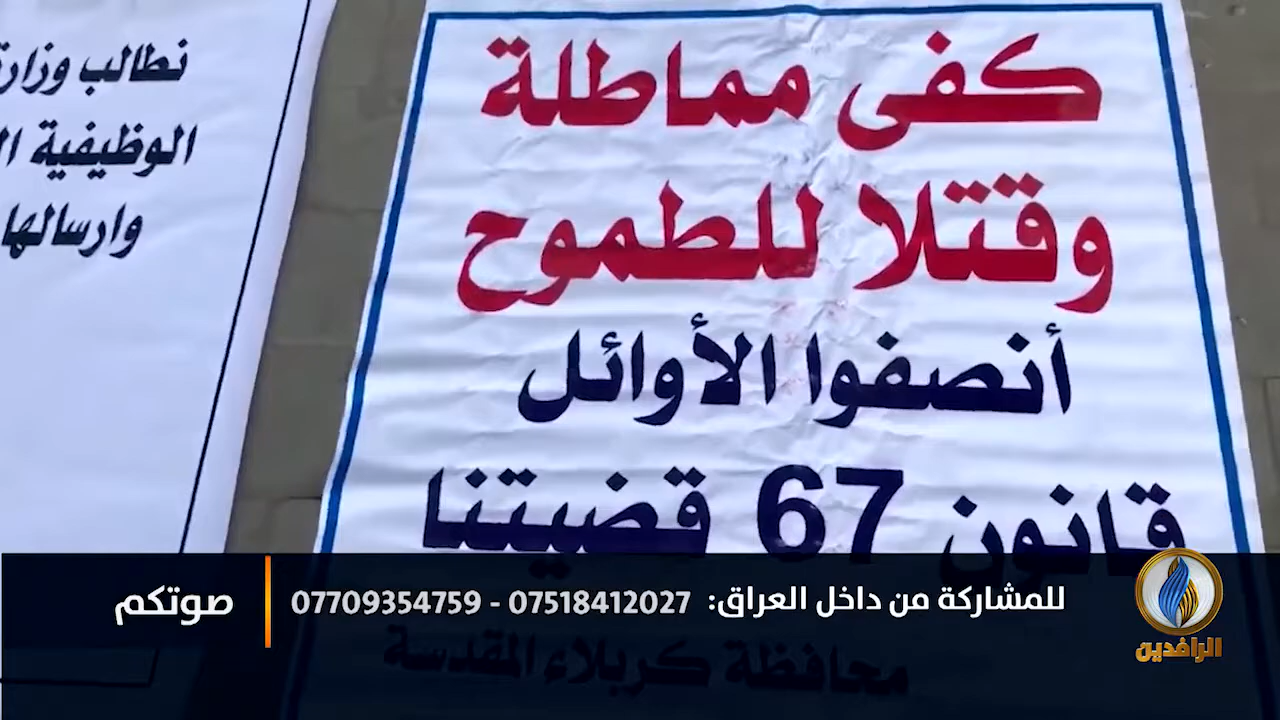 كفى مماطلة
وقتلا للطموح
أنصفوا الأوائل
قانون 67 قضيتنا
محافظة كربلاء المقدسة
نطالب وزارة
الوظيفية
وارسالها
للمشاركة من داخل العراق: 07518412027 - 07709354759
صوتكم
الرافدين